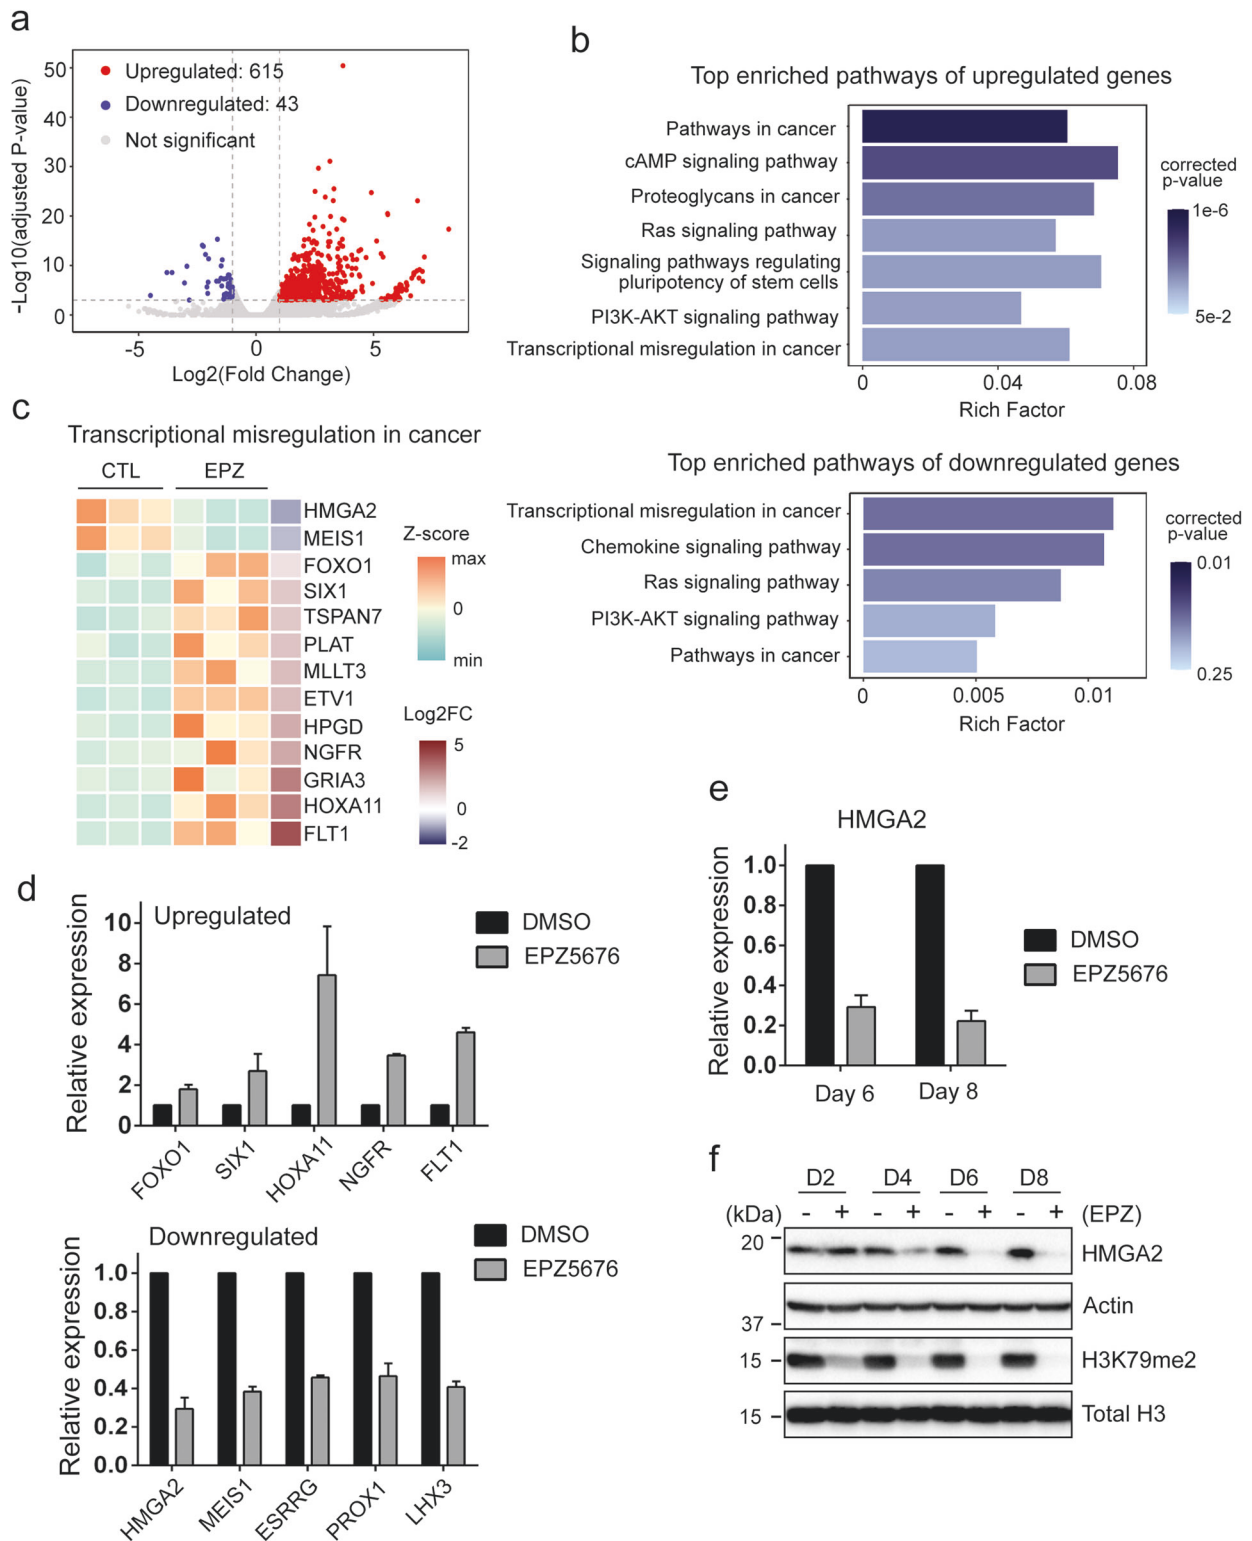 a
-Log10(adjusted P-value)
50
40
30
20
10
0
Upregulated: 615
Downregulated: 43
Not significant
-5
0
5
Log2(Fold Change)
b
Top enriched pathways of upregulated genes
Pathways in cancer
cAMP signaling pathway
Proteoglycans in cancer
Ras signaling pathway
Signaling pathways regulating
pluripotency of stem cells
PI3K-AKT signaling pathway
Transcriptional misregulation in cancer
0
0.04
0.08
Rich Factor
corrected
p-value
1e-6
5e-2
Top enriched pathways of downregulated genes
Transcriptional misregulation in cancer
Chemokine signaling pathway
Ras signaling pathway
PI3K-AKT signaling pathway
Pathways in cancer
0
0.005
0.01
Rich Factor
corrected
p-value
0.01
0.25
c
Transcriptional misregulation in cancer
CTL
EPZ
HMGA2
MEIS1
FOXO1
SIX1
TSPAN7
PLAT
MLLT3
ETV1
HPGD
NGFR
GRIA3
HOXA11
FLT1
Z-score
max
0
min
Log2FC
5
0
-2
d
Relative expression
10
8
6
4
2
0
Upregulated
DMSO
EPZ5676
FOXO1
SIX1
HOXA11
NGFR
FLT1
Relative expression
1.0
0.8
0.6
0.4
0.2
0.0
Downregulated
DMSO
EPZ5676
HMGA2
MEIS1
ESRRG
PROX1
LHX3
e
HMGA2
Relative expression
1.0
0.8
0.6
0.4
0.2
0.0
Day 6
Day 8
DMSO
EPZ5676
f
D2 D4 D6 D8
(kDa) - + - + - + - + (EPZ)
20
HMGA2
Actin
37
15
H3K79me2
15
Total H3